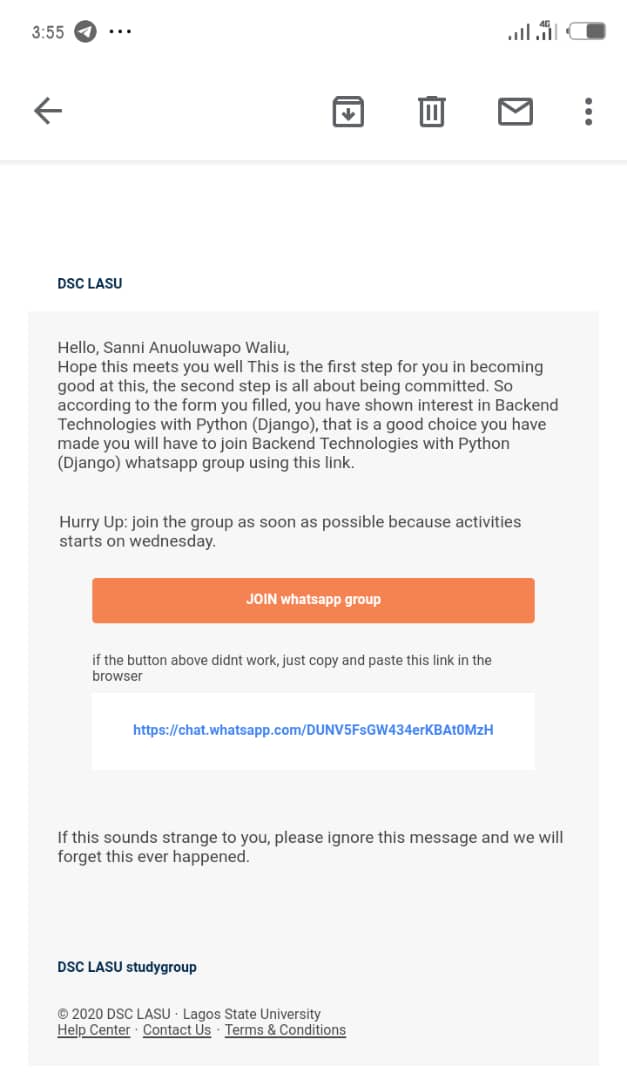 3:55
4G
DSC LASU
Hello, Sanni Anuoluwapo Waliu,
Hope this meets you well This is the first step for you in becoming
good at this, the second step is all about being committed. So
according to the form you filled, you have shown interest in Backend
Technologies with Python (Django), that is a good choice you have
made you will have to join Backend Technologies with Python
(Django) whatsapp group using this link.
Hurry Up: join the group as soon as possible because activities
starts on wednesday.
JOIN whatsapp group
if the button above didnt work, just copy and paste this link in the
browser
https://chat.whatsapp.com/DUNV5FsGW434erKBAt0MzH
If this sounds strange to you, please ignore this message and we will
forget this ever happened.
DSC LASU studygroup
© 2020 DSC LASU · Lagos State University
Help Center · Contact Us · Terms & Conditions